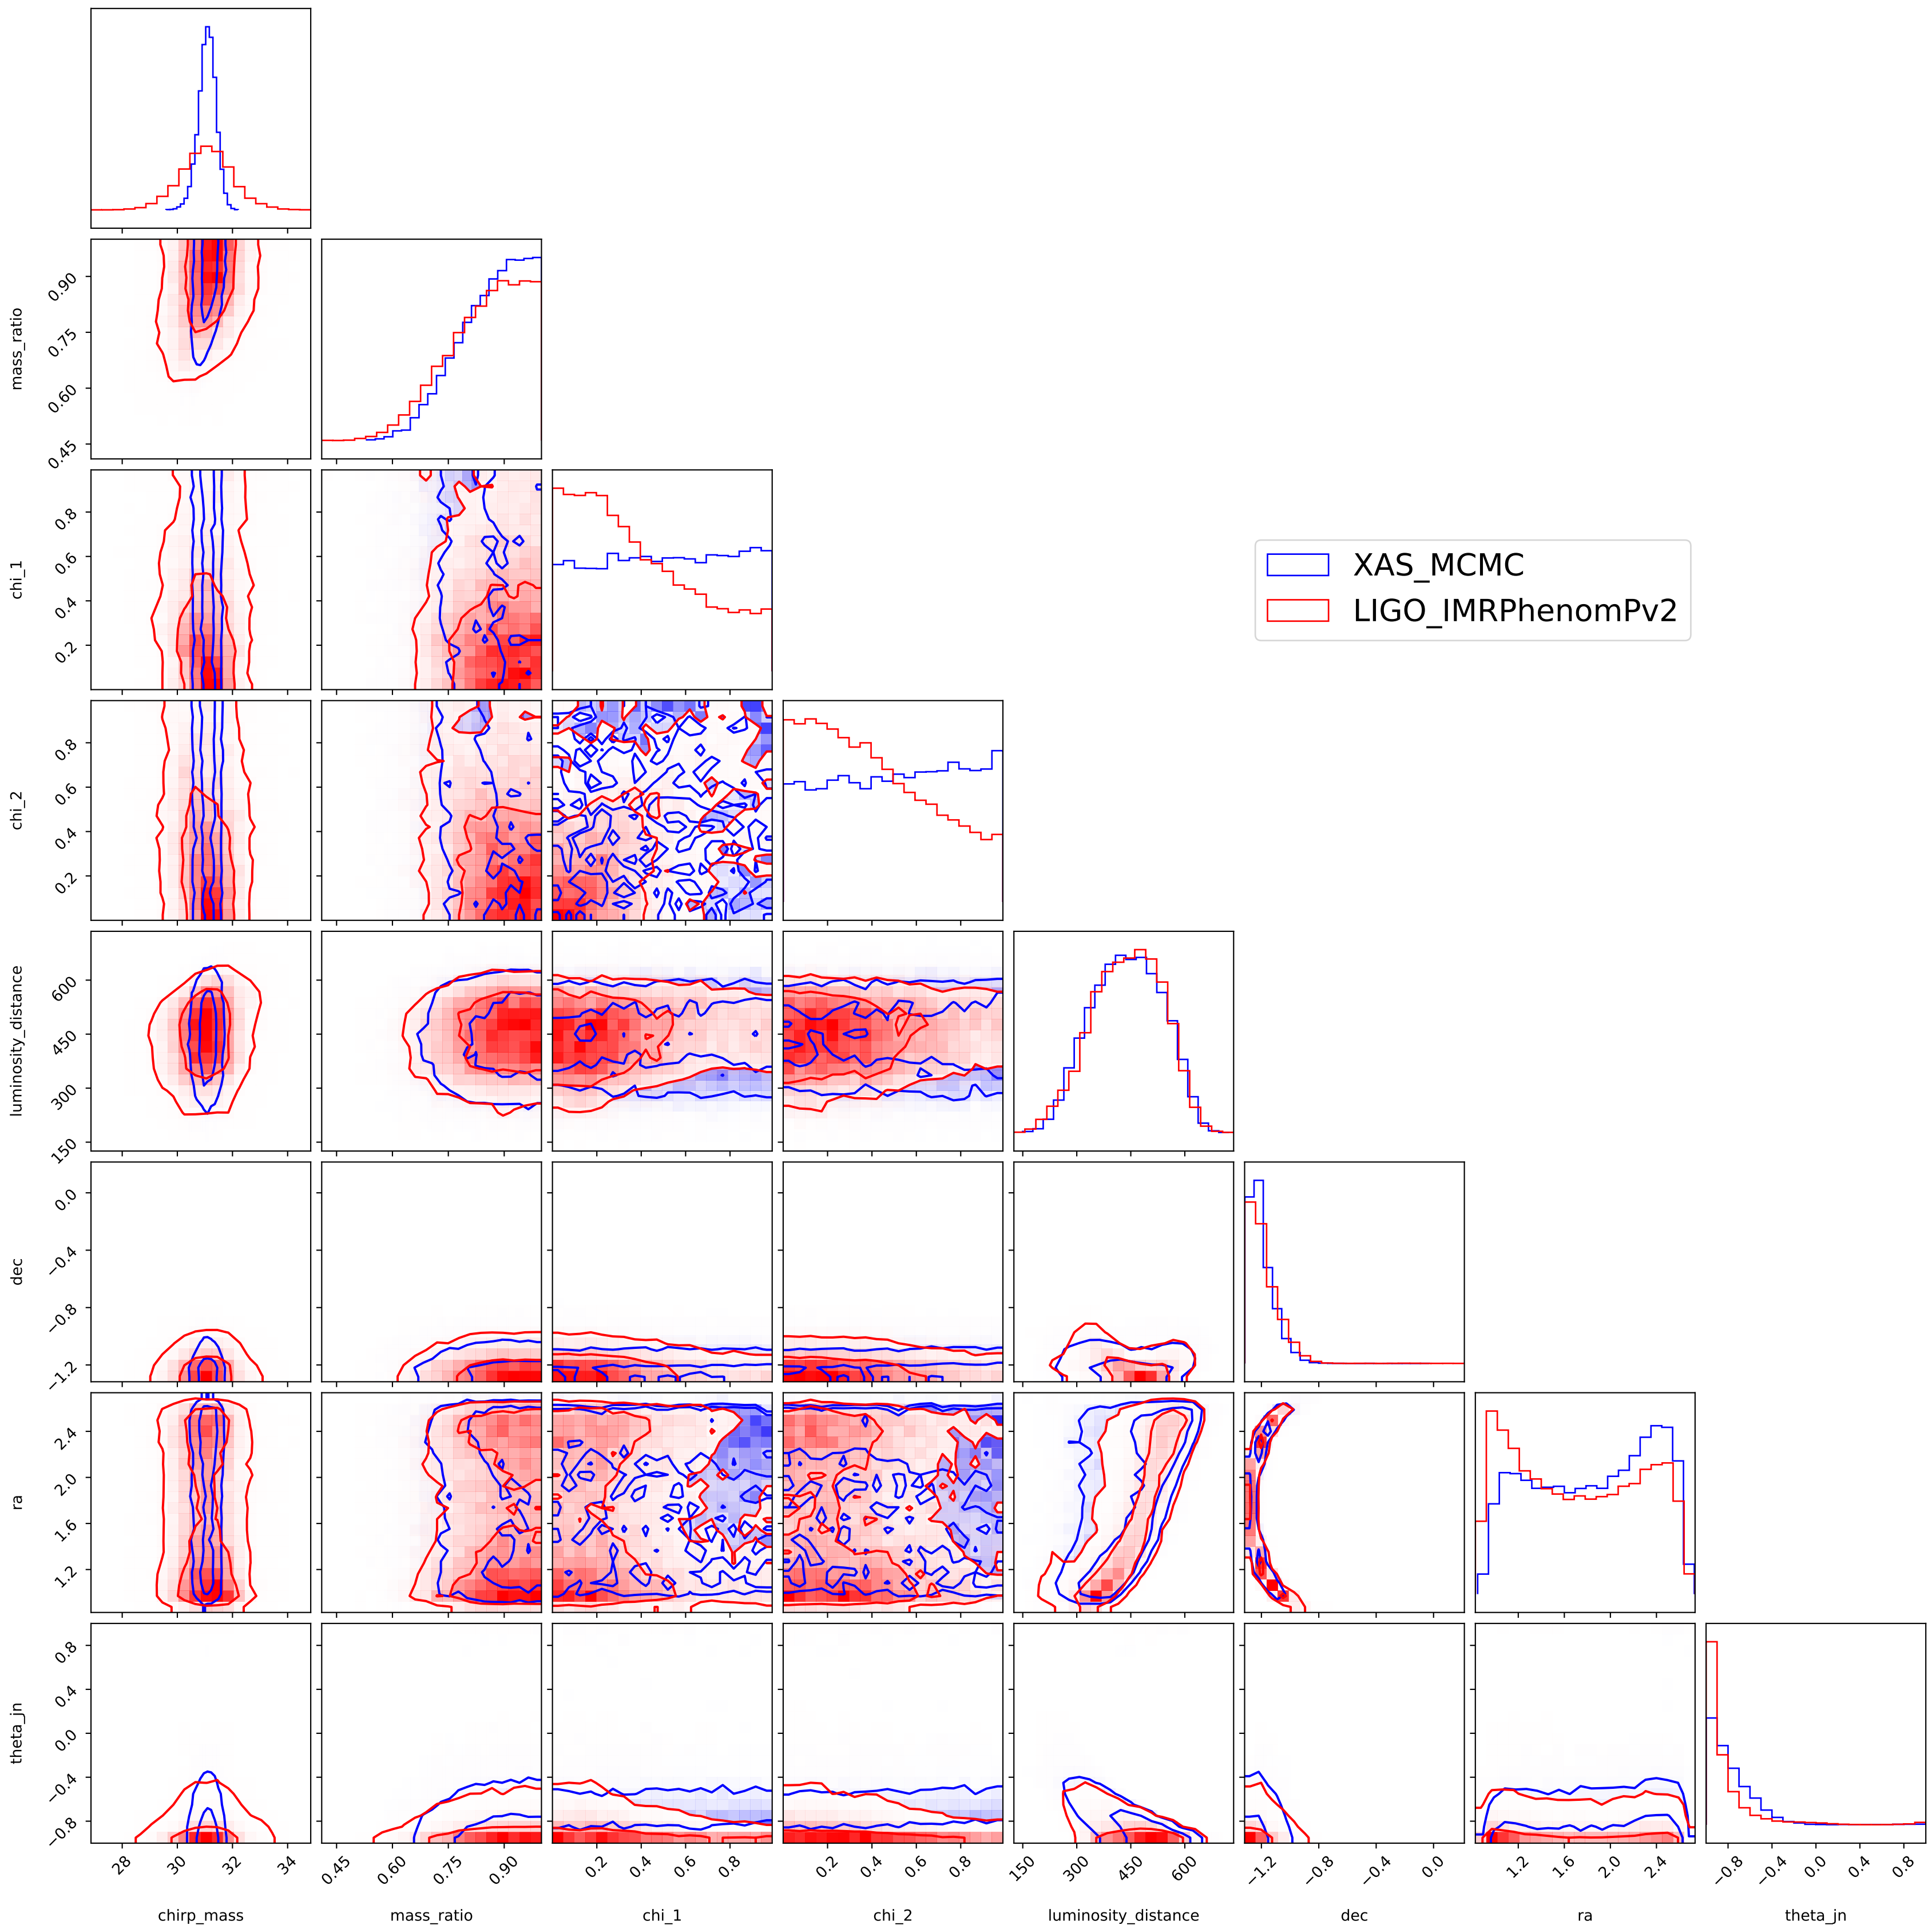 mass_ratio
0.90
0.75
0.60
0.45
chi_1
0.8
0.6
0.4
0.2
XAS_MCMC
LIGO_IMRPhenomPv2
chi_2
0.8
0.6
0.4
0.2
luminosity_distance
600
450
300
150
dec
0.0
−0.4
−0.8
−1.2
ra
2.4
2.0
1.6
1.2
theta_jn
0.8
0.4
0.0
−0.4
−0.8
28 30 32 34
0.45 0.60 0.75 0.90
0.2 0.4 0.6 0.8
0.2 0.4 0.6 0.8
150 300 450 600
−1.2 −0.8 −0.4 0.0
1.2 1.6 2.0 2.4
−0.8 −0.4 0.0 0.4 0.8
chirp_mass mass_ratio chi_1 chi_2 luminosity_distance dec ra theta_jn